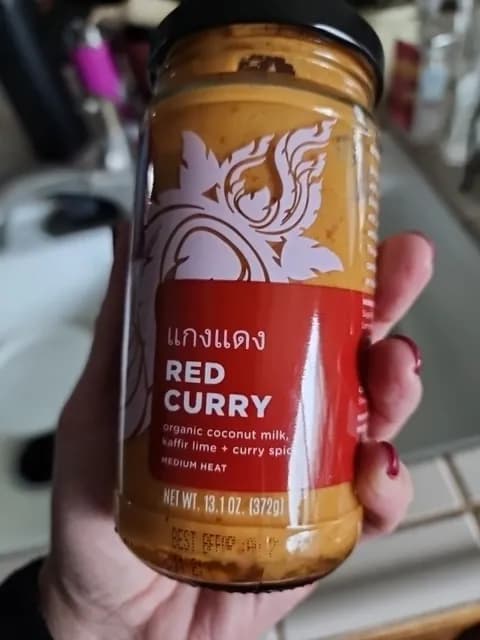 แกงแดง
RED
CURRY
organic coconut milk,
kaffir lime + curry spic
MEDIUM HEAT
NET WT. 13.1 OZ. (372g)
BEST